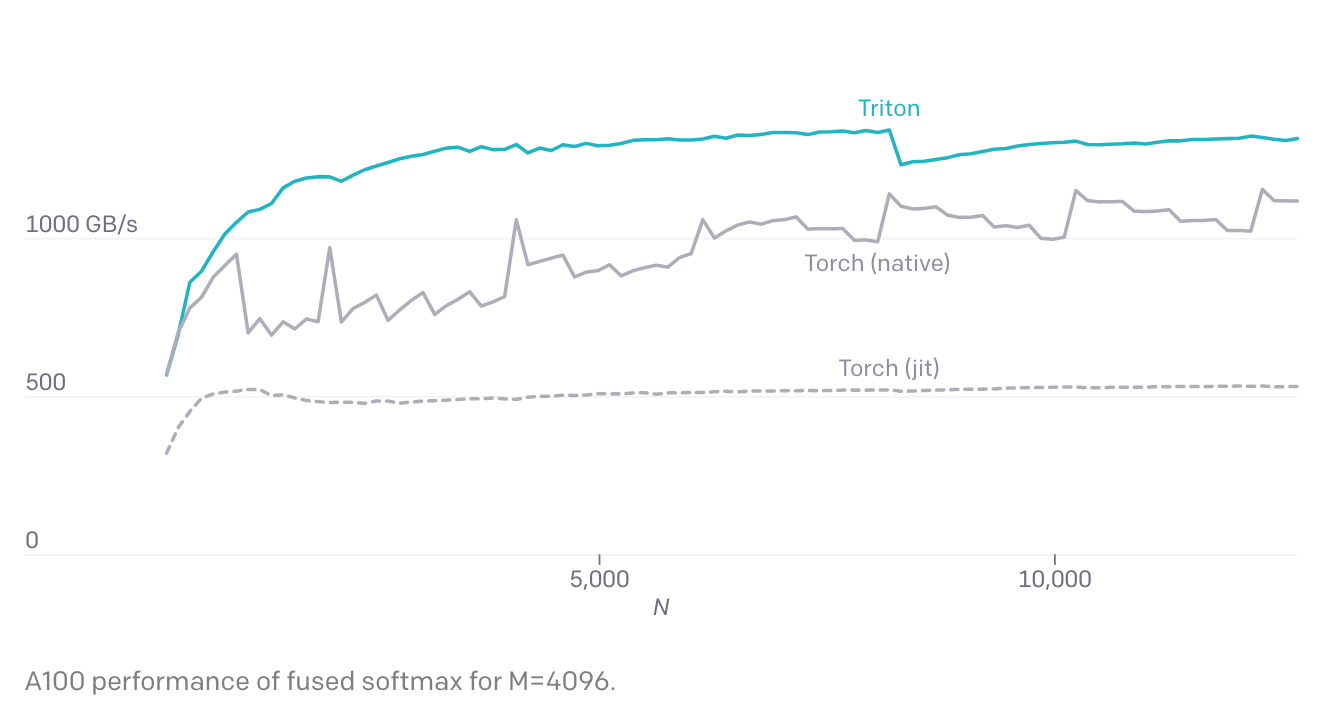 Triton
1000 GB/s
Torch (native)
Torch (jit)
500
0
5,000
10,000
N
A100 performance of fused softmax for M=4096.